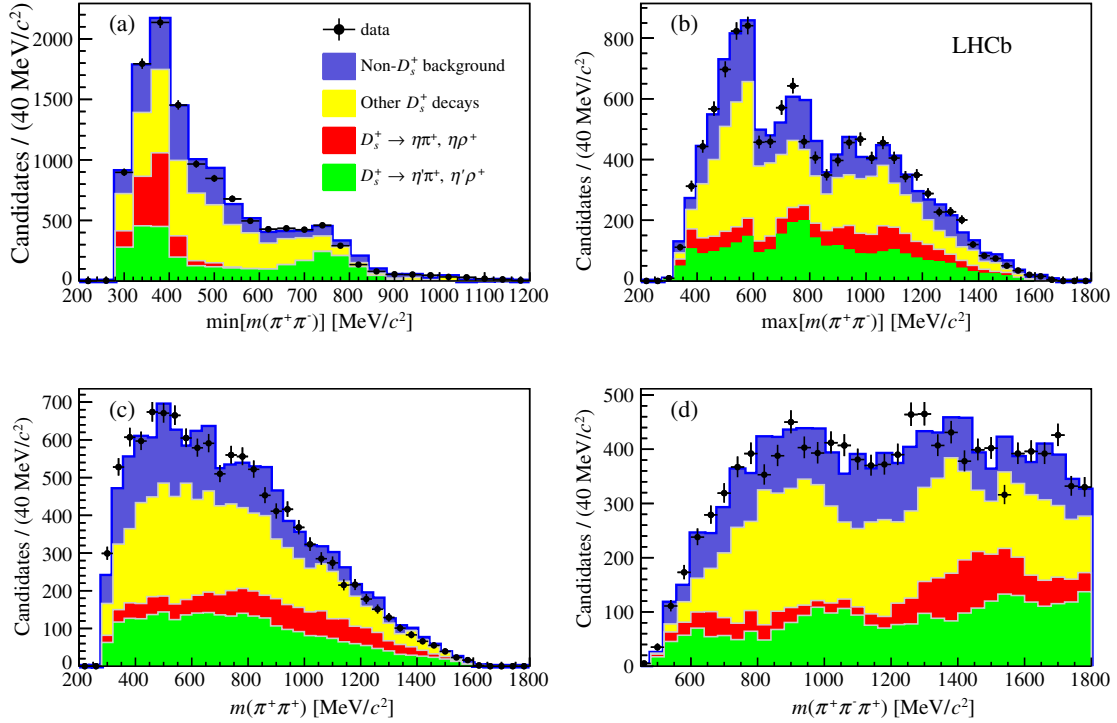 (a)
data
Non-D_s^+ background
Other D_s^+ decays
D_s^+ → ηπ^+, ηρ^+
D_s^+ → η'π^+, η'ρ^+
Candidates / (40 MeV/c^2)
2000
1500
1000
500
0
200 300 400 500 600 700 800 900 1000 1100 1200
min[m(π^+π^-)] [MeV/c^2]
(b)
LHCb
Candidates / (40 MeV/c^2)
800
600
400
200
0
200 400 600 800 1000 1200 1400 1600 1800
max[m(π^+π^-)] [MeV/c^2]
(c)
Candidates / (40 MeV/c^2)
700
600
500
400
300
200
100
0
200 400 600 800 1000 1200 1400 1600 1800
m(π^+π^+) [MeV/c^2]
(d)
Candidates / (40 MeV/c^2)
500
400
300
200
100
0
600 800 1000 1200 1400 1600 1800
m(π^+π^-π^+) [MeV/c^2]